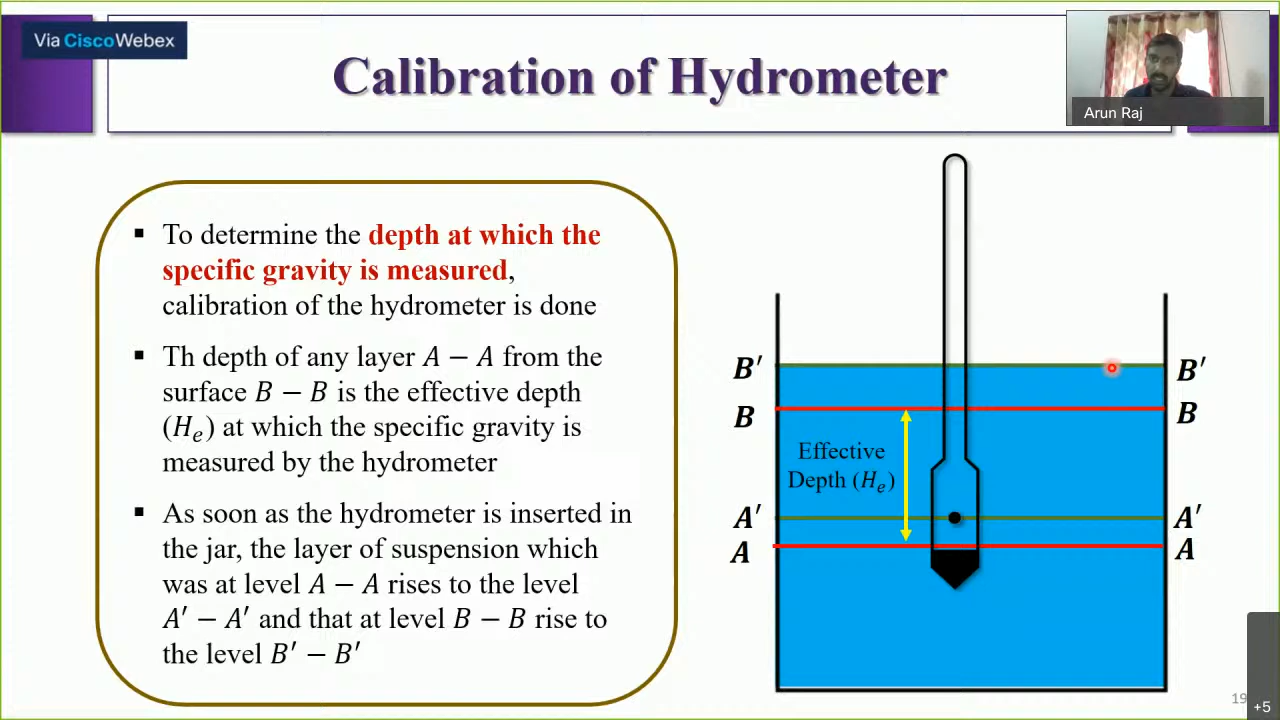 Via CiscoWebex
Calibration of Hydrometer
Arun Raj
▪ To determine the depth at which the
specific gravity is measured,
calibration of the hydrometer is done
▪ Th depth of any layer A − A from the
surface B − B is the effective depth
(Hₑ) at which the specific gravity is
measured by the hydrometer
▪ As soon as the hydrometer is inserted in
the jar, the layer of suspension which
was at level A − A rises to the level
A′ − A′ and that at level B − B rise to
the level B′ − B′
B′ B′
B B
Effective
Depth (Hₑ)
A′ A′
A A
19
+5